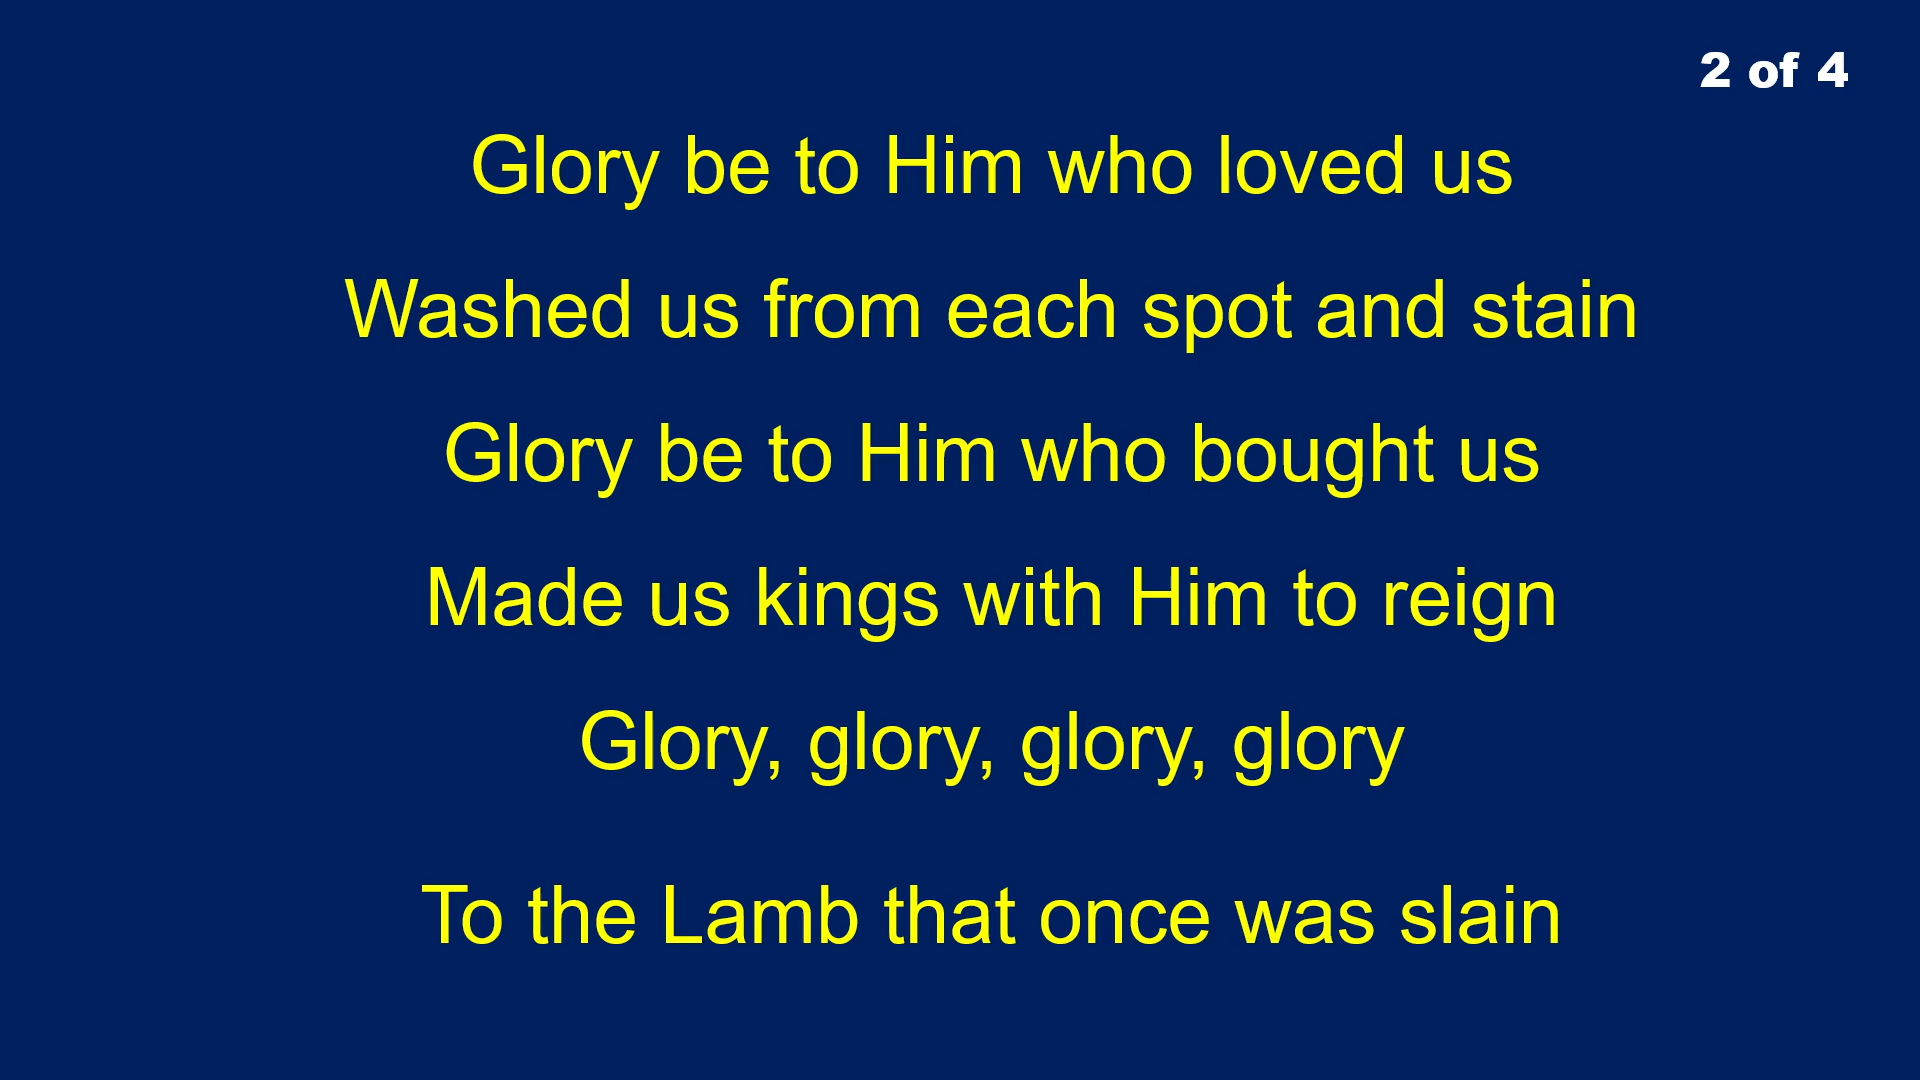 2 of 4
Glory be to Him who loved us
Washed us from each spot and stain
Glory be to Him who bought us
Made us kings with Him to reign
Glory, glory, glory, glory
To the Lamb that once was slain